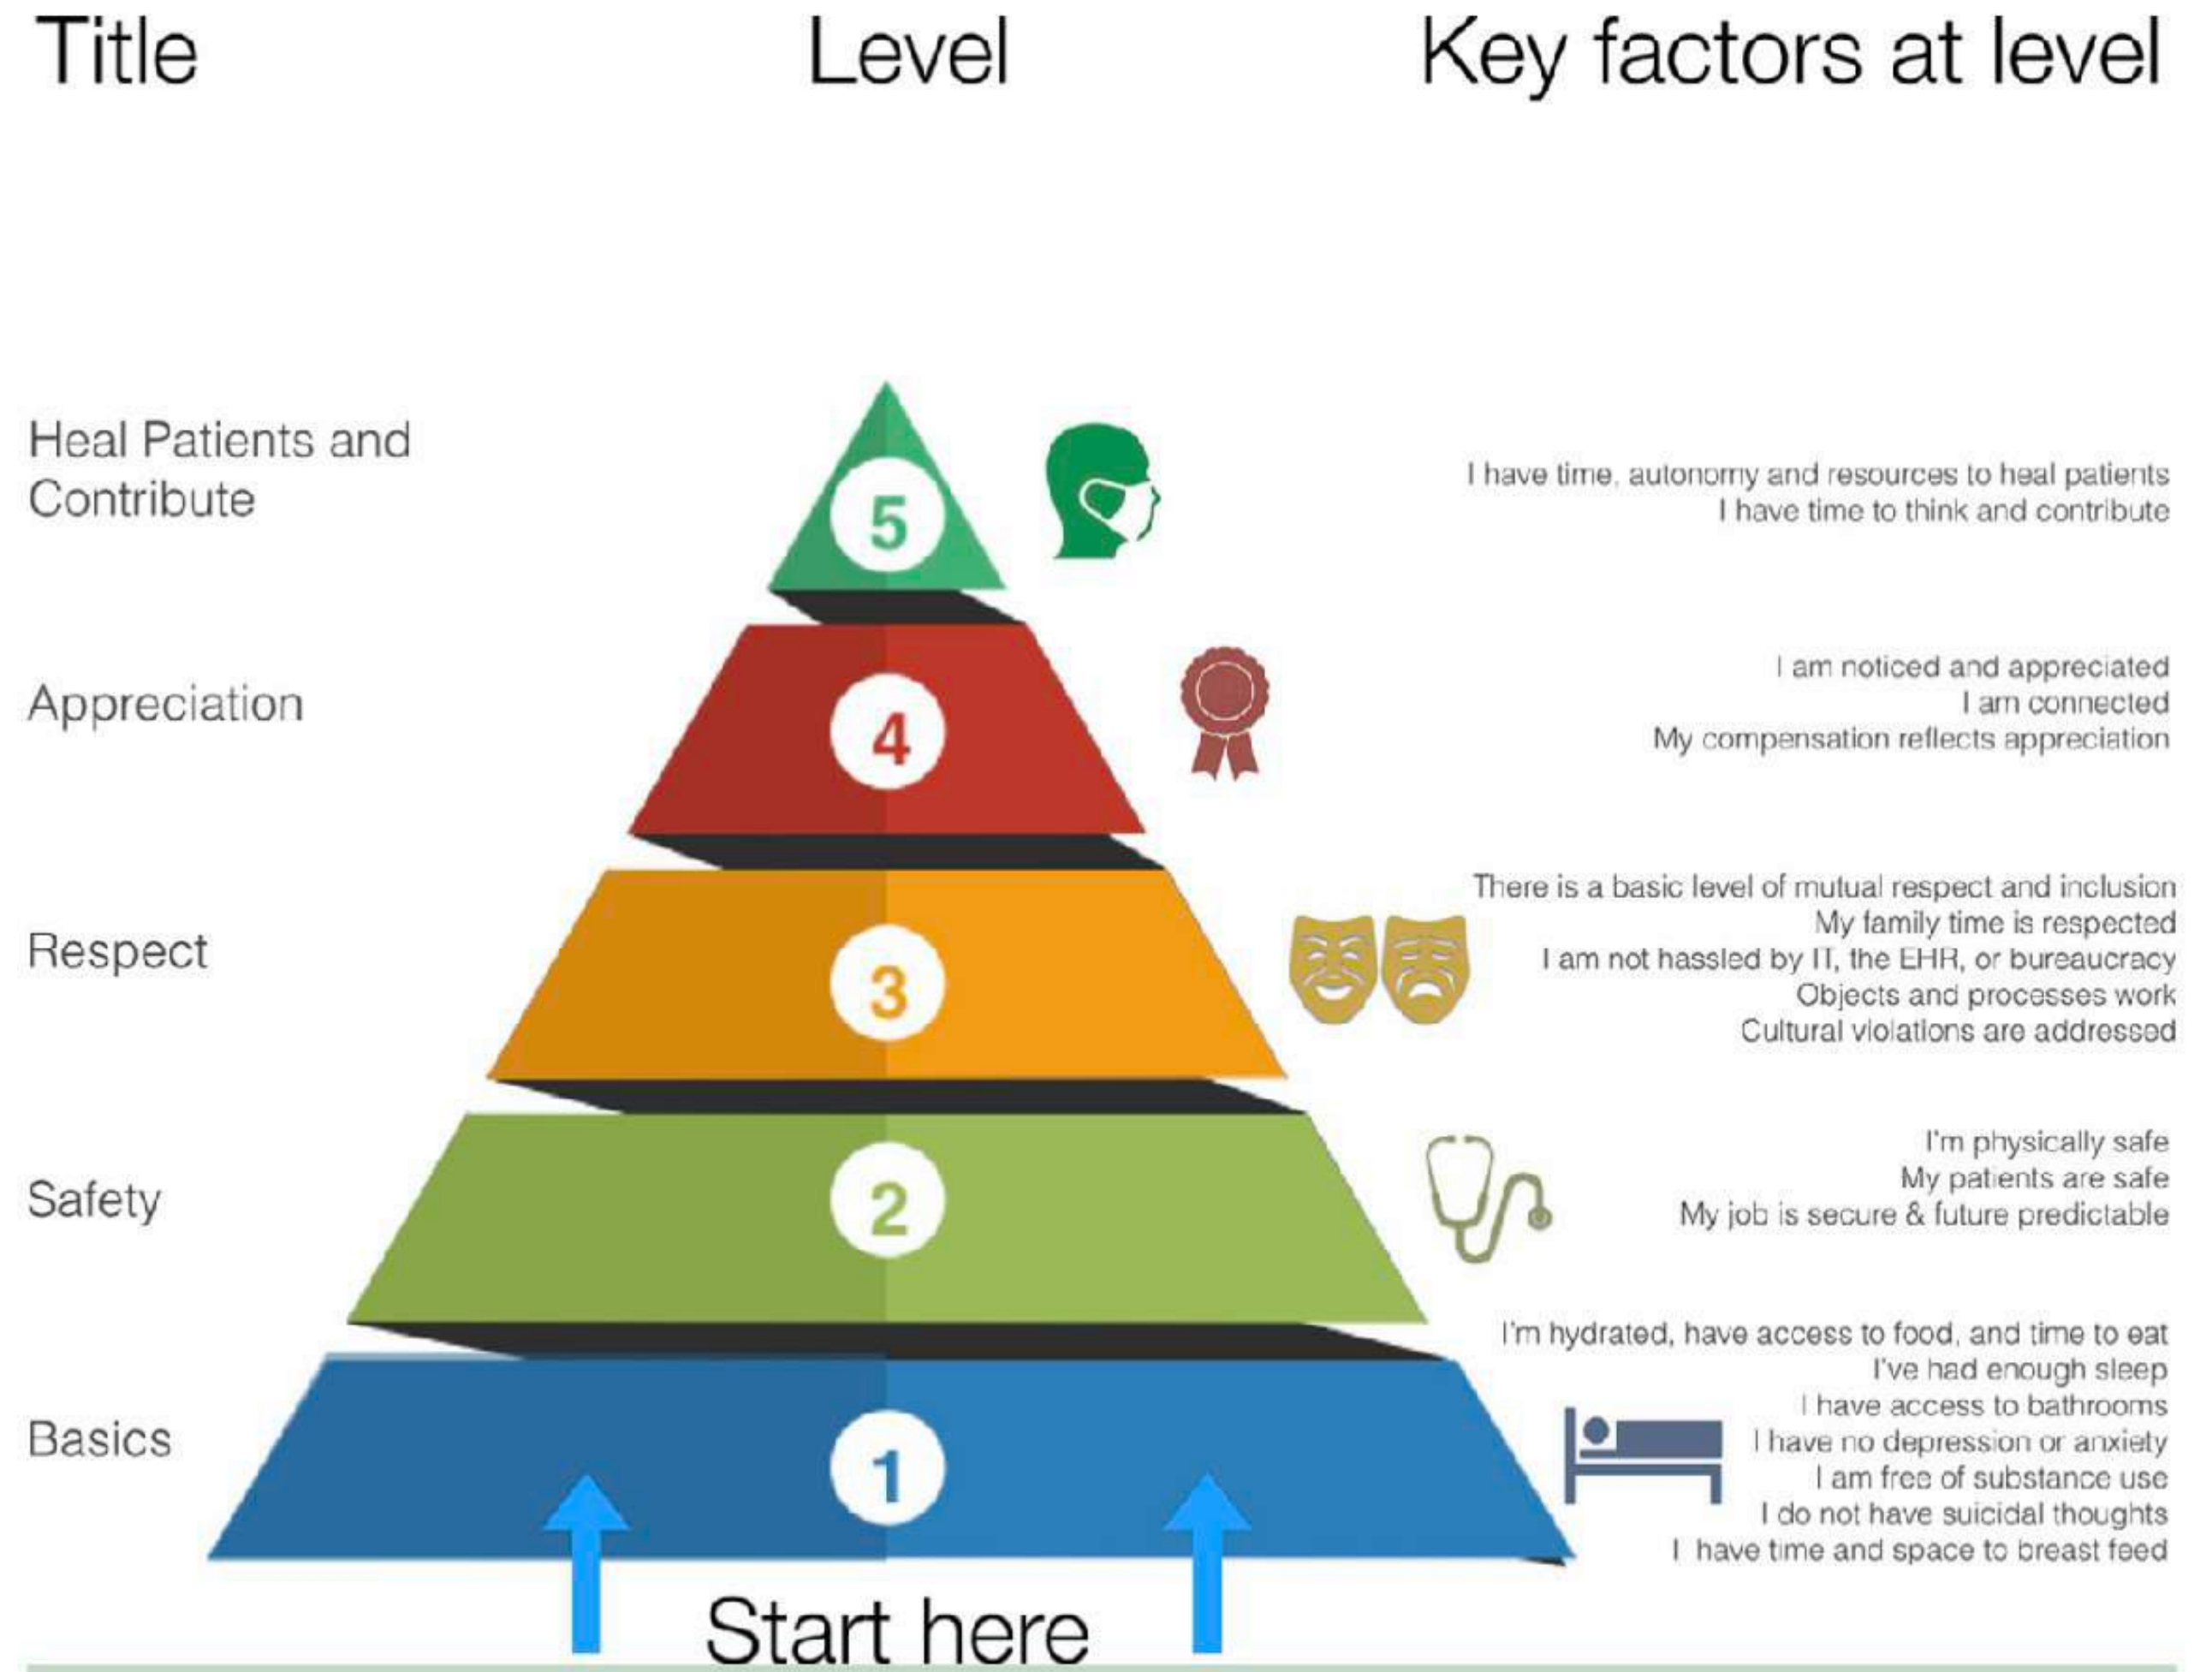 Title
Level
Key factors at level
Heal Patients and
Contribute
5
I have time, autonomy and resources to heal patients
I have time to think and contribute
Appreciation
4
I am noticed and appreciated
I am connected
My compensation reflects appreciation
Respect
3
There is a basic level of mutual respect and inclusion
My family time is respected
I am not hassled by IT, the EHR, or bureaucracy
Objects and processes work
Cultural violations are addressed
Safety
2
I'm physically safe
My patients are safe
My job is secure & future predictable
Basics
1
I'm hydrated, have access to food, and time to eat
I've had enough sleep
I have access to bathrooms
I have no depression or anxiety
I am free of substance use
I do not have suicidal thoughts
I have time and space to breast feed
Start here